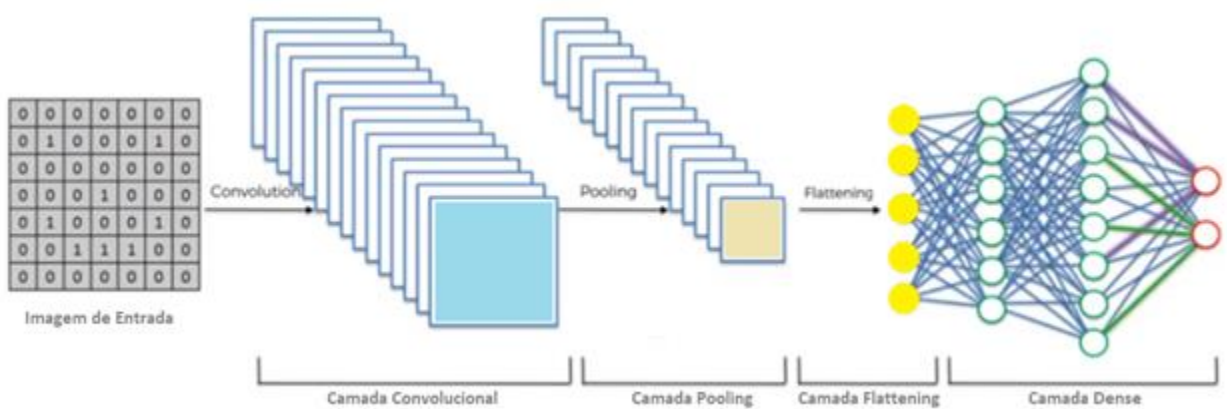 0 0 0 0 0 0 0
0 1 0 0 0 1 0
0 0 0 0 0 0 0
0 0 0 1 0 0 0
0 1 0 0 0 1 0
0 0 1 1 1 0 0
0 0 0 0 0 0 0
Imagem de Entrada
Convolution
Pooling
Flattening
Camada Convolucional
Camada Pooling
Camada Flattening
Camada Dense